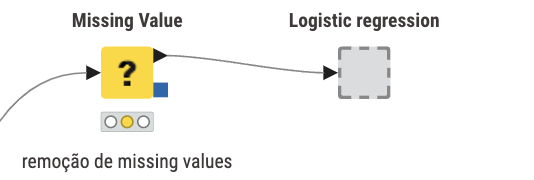 Missing Value
Logistic regression
?
remoção de missing values